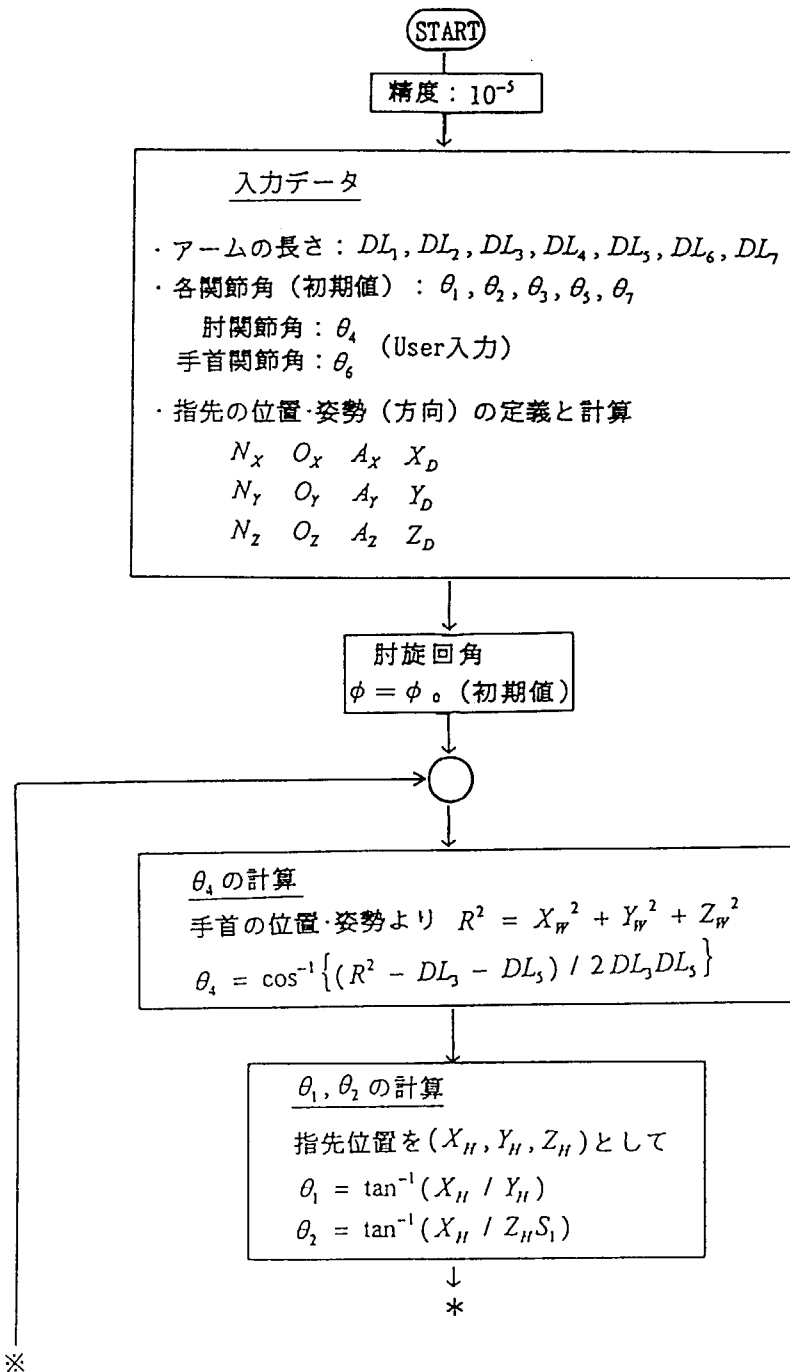 START
精度：10⁻⁵
入力データ
・アームの長さ：DL₁, DL₂, DL₃, DL₄, DL₅, DL₆, DL₇
・各関節角（初期値）：θ₁, θ₂, θ₃, θ₅, θ₇
肘関節角：θ₄
手首関節角：θ₆
(User入力)
・指先の位置・姿勢（方向）の定義と計算
N_X O_X A_X X_D
N_Y O_Y A_Y Y_D
N_Z O_Z A_Z Z_D
肘旋回角
φ = φ₀ (初期値)
θ₄ の計算
手首の位置・姿勢より R² = X_W² + Y_W² + Z_W²
θ₄ = cos⁻¹{(R² - DL₃ - DL₅) / 2DL₃DL₅}
θ₁, θ₂ の計算
指先位置を(X_H, Y_H, Z_H)として
θ₁ = tan⁻¹(X_H / Y_H)
θ₂ = tan⁻¹(X_H / Z_HS₁)
*
※